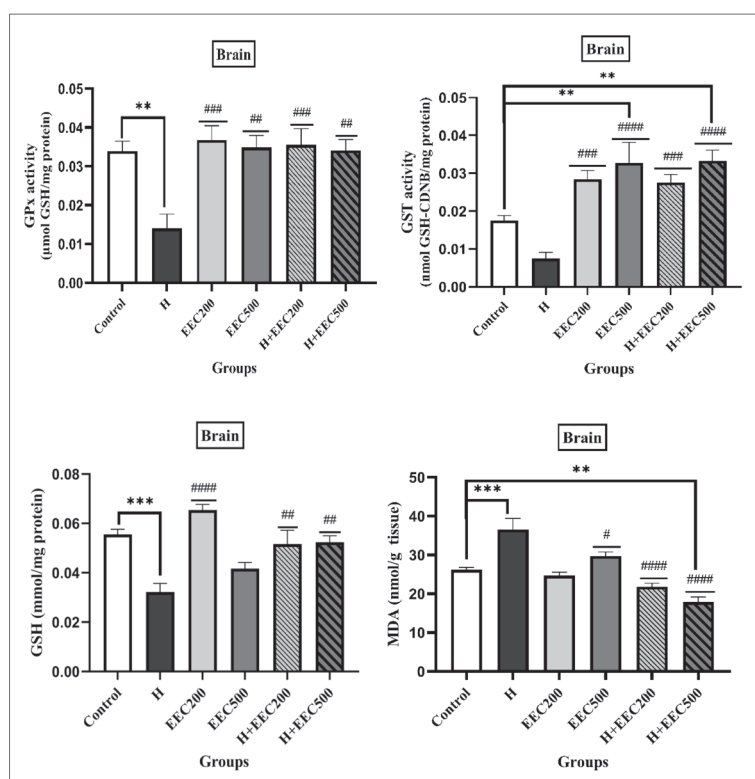 Brain
GPx activity
(μmol GSH/mg protein)
0.05
0.04
0.03
0.02
0.01
0.00
**
###
##
###
##
Control
H
EEC200
EEC500
H+EEC200
H+EEC500
Groups
Brain
GST activity
(nmol GSH-CDNB/mg protein)
0.05
0.04
0.03
0.02
0.01
0.00
**
**
###
####
###
####
Control
H
EEC200
EEC500
H+EEC200
H+EEC500
Groups
Brain
GSH (mmol/mg protein)
0.08
0.06
0.04
0.02
0.00
***
####
##
##
Control
H
EEC200
EEC500
H+EEC200
H+EEC500
Groups
Brain
MDA (nmol/g tissue)
50
40
30
20
10
0
**
***
#
####
####
Control
H
EEC200
EEC500
H+EEC200
H+EEC500
Groups